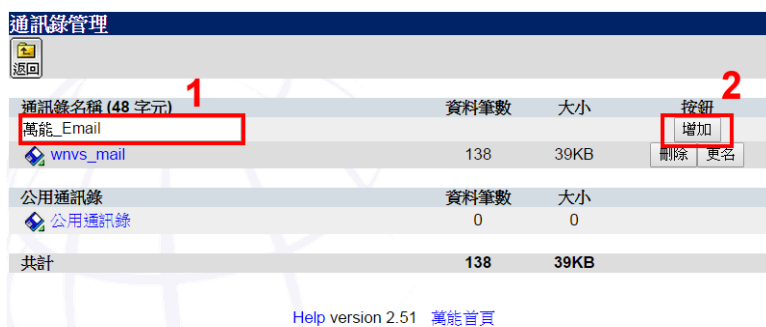 通訊錄管理
返回
1
2
通訊錄名稱 (48 字元) 資料筆數 大小 按鈕
萬能_Email 增加
wnvs_mail 138 39KB 刪除 更名
公用通訊錄 資料筆數 大小
公用通訊錄 0 0
共計 138 39KB
Help version 2.51 萬能首頁